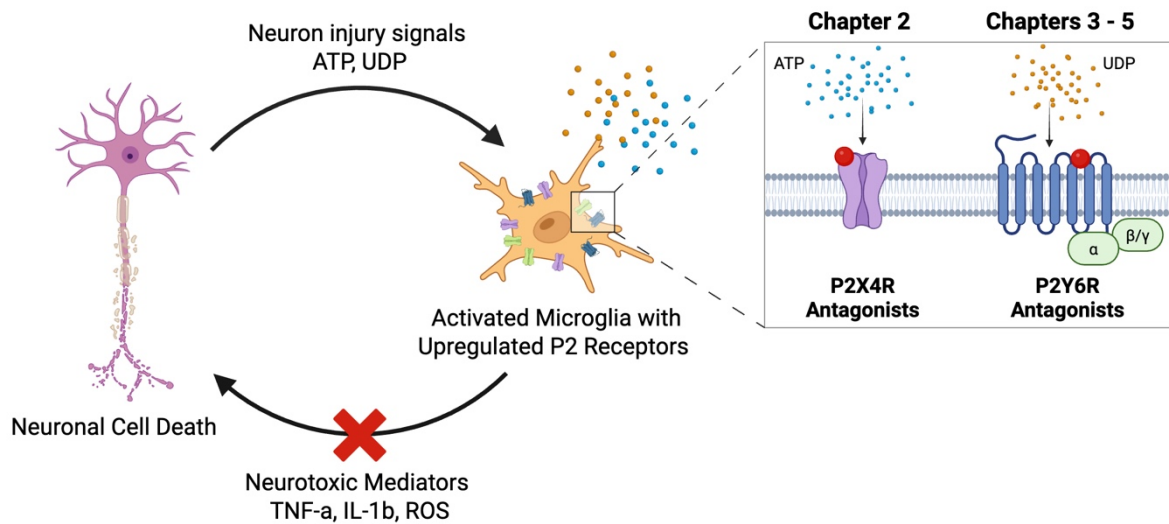 Neuron injury signals
ATP, UDP
Activated Microglia with
Upregulated P2 Receptors
Neuronal Cell Death
Neurotoxic Mediators
TNF-a, IL-1b, ROS
Chapter 2
Chapters 3 - 5
ATP
UDP
α
β/γ
P2X4R
Antagonists
P2Y6R
Antagonists